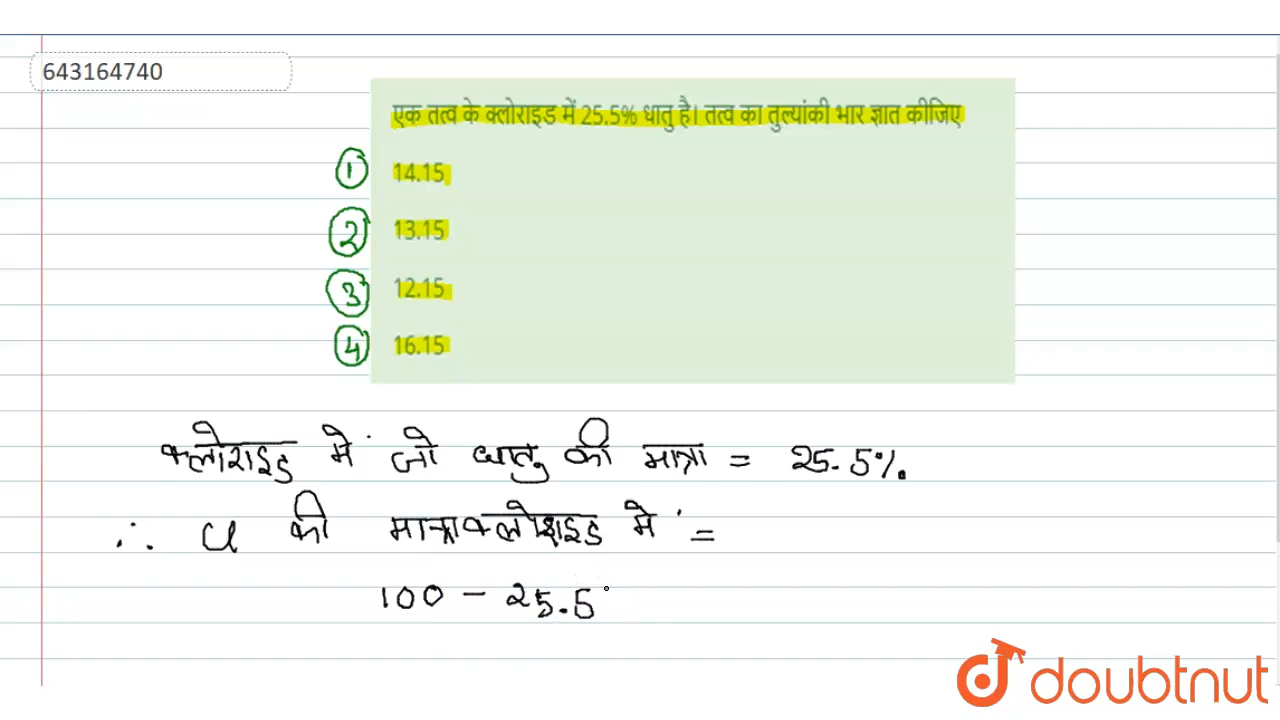 643164740
एक तत्व के क्लोराइड में 25.5% धातु है। तत्व का तुल्यांकी भार ज्ञात कीजिए
① 14.15
② 13.15
③ 12.15
④ 16.15
क्लोराइड में जो धातु की मात्रा = 25.5%.
∴ Cl की मात्रा क्लोराइड में =
100 - 25.5
doubtnut